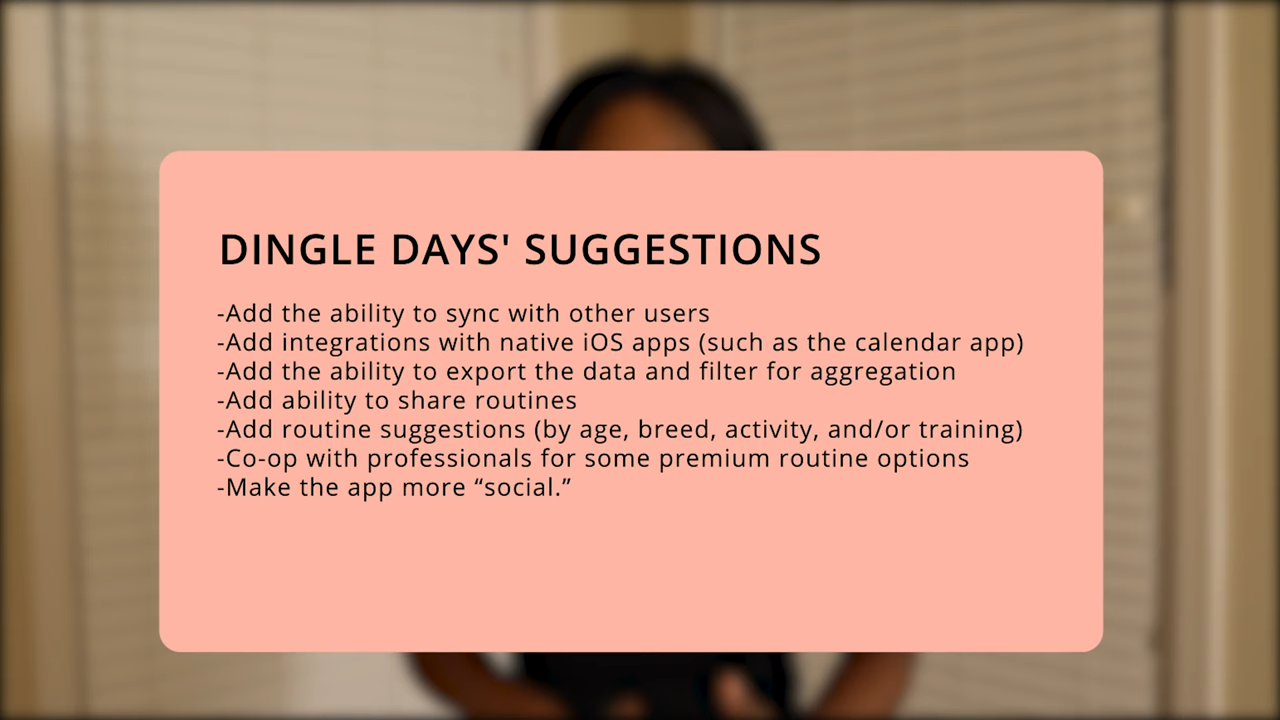 DINGLE DAYS' SUGGESTIONS
-Add the ability to sync with other users
-Add integrations with native iOS apps (such as the calendar app)
-Add the ability to export the data and filter for aggregation
-Add ability to share routines
-Add routine suggestions (by age, breed, activity, and/or training)
-Co-op with professionals for some premium routine options
-Make the app more “social.”